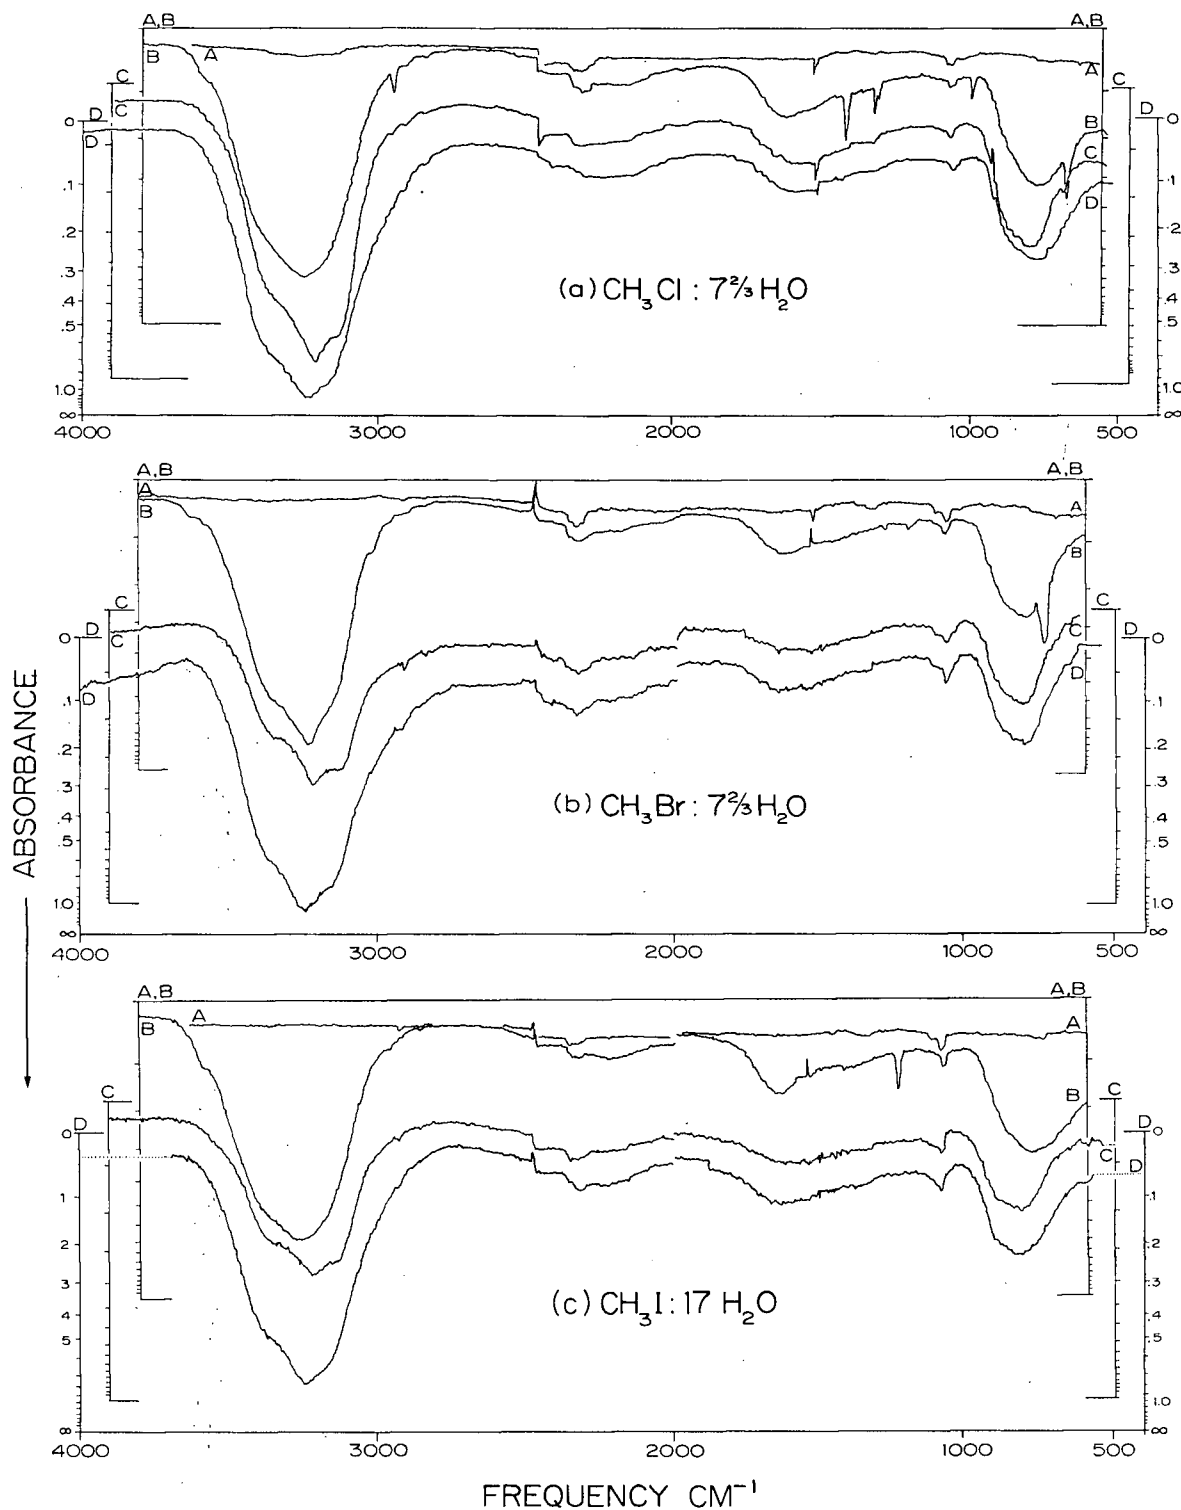 A,B A,B
B A A
C C
D C D
0 0
D B
C
D
.1 .1
.2 .2
.3 .3
(a) CH₃Cl : 7⅔ H₂O
.4 .4
.5 .5
1.0 1.0
∞ ∞
4000 3000 2000 1000 500
A,B A,B
A A
B B
C C
D D
0 C C 0
D D
.1 .1
.2 .2
.3 .3
(b) CH₃Br : 7⅔ H₂O
.4 .4
.5 .5
1.0 1.0
∞ ∞
4000 3000 2000 1000 500
A,B A,B
B A A
C B C
D D
0 0
C D
.1 .1
2 .2
3 .3
(c) CH₃I : 17 H₂O
4 .4
5 .5
1.0
∞ ∞
4000 3000 2000 1000 500
FREQUENCY CM⁻¹
ABSORBANCE